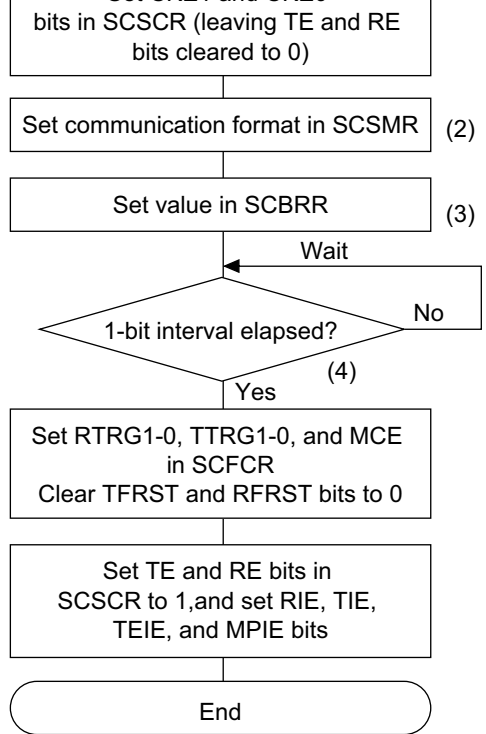 bits in SCSCR (leaving TE and RE
bits cleared to 0)
Set communication format in SCSMR
(2)
Set value in SCBRR
(3)
Wait
1-bit interval elapsed?
No
(4)
Yes
Set RTRG1-0, TTRG1-0, and MCE
in SCFCR
Clear TFRST and RFRST bits to 0
Set TE and RE bits in
SCSCR to 1,and set RIE, TIE,
TEIE, and MPIE bits
End